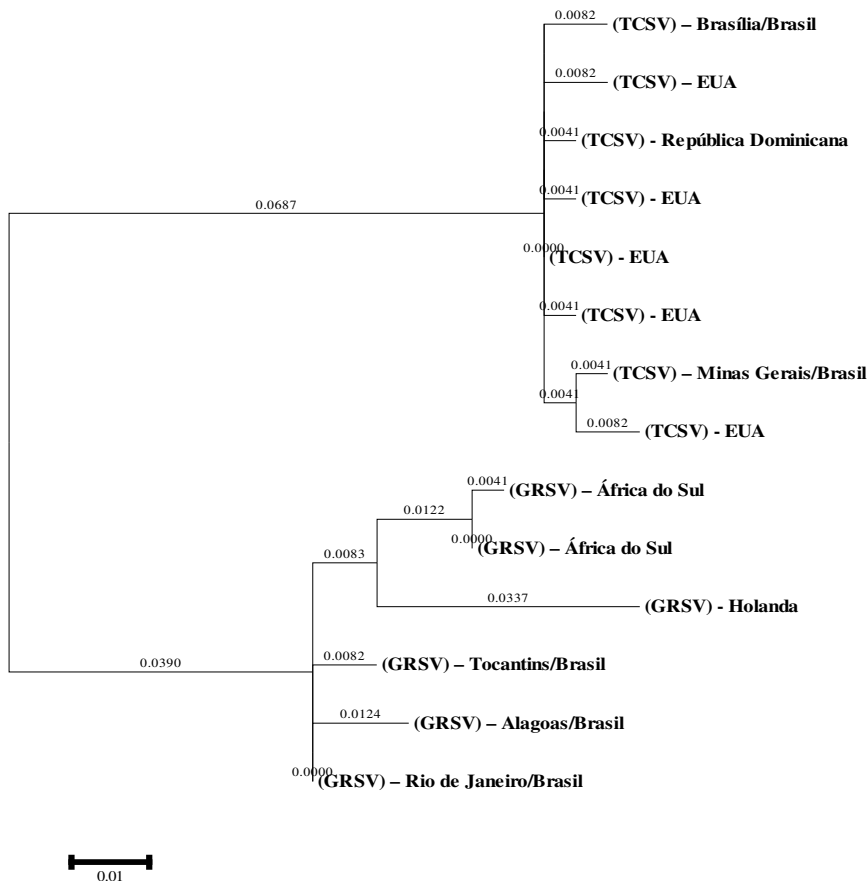 0.0082
(TCSV) – Brasília/Brasil
0.0082
(TCSV) – EUA
0.0041
(TCSV) - República Dominicana
0.0041
(TCSV) - EUA
0.0687
0.0000
(TCSV) - EUA
0.0041
(TCSV) - EUA
0.0041
(TCSV) – Minas Gerais/Brasil
0.0041
0.0082
(TCSV) - EUA
0.0041
(GRSV) – África do Sul
0.0122
0.0000
(GRSV) – África do Sul
0.0083
0.0337
(GRSV) - Holanda
0.0082
(GRSV) – Tocantins/Brasil
0.0390
0.0124
(GRSV) – Alagoas/Brasil
0.0000
(GRSV) – Rio de Janeiro/Brasil
0.01